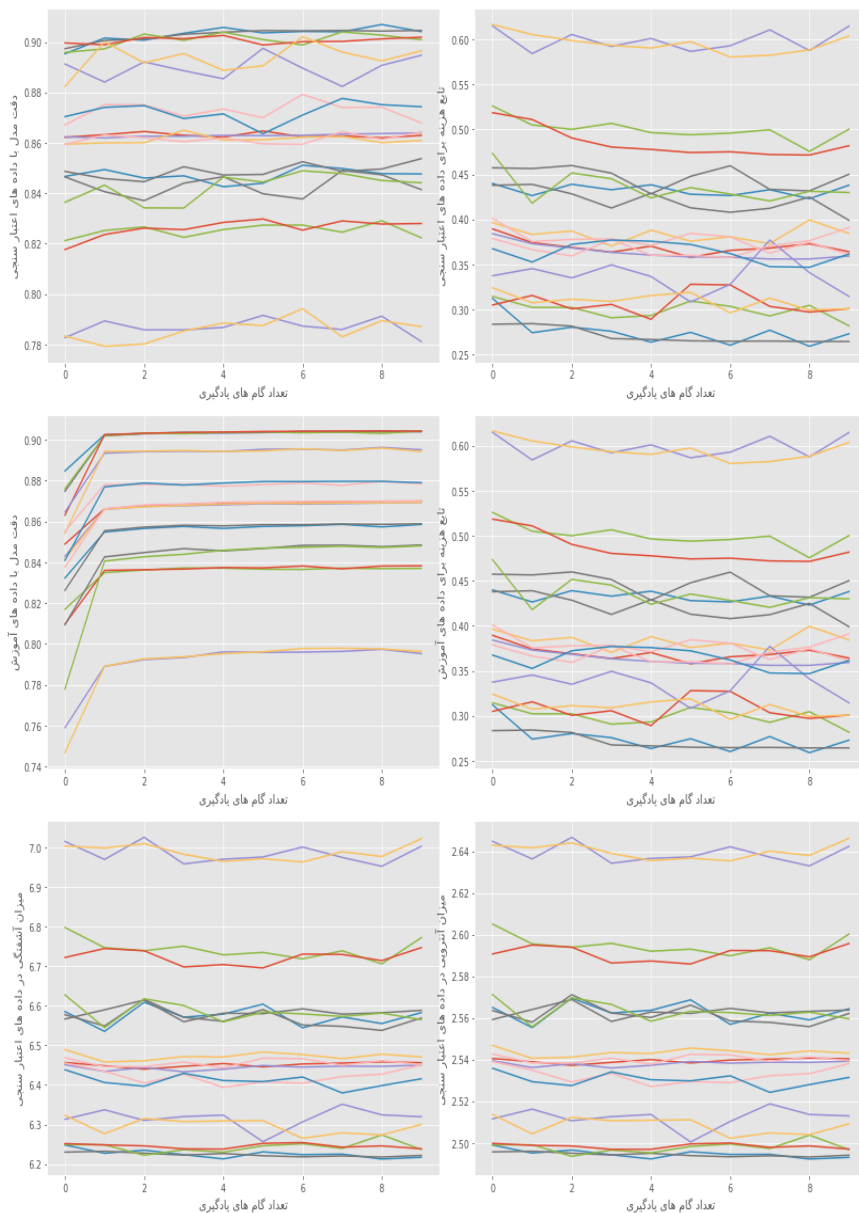 دقت مدل با داده های اعتبار سنجی
0.90
0.88
0.86
0.84
0.82
0.80
0.78
0 2 4 6 8
تعداد گام های یادگیری
تابع هزینه برای داده های اعتبار سنجی
0.60
0.55
0.50
0.45
0.40
0.35
0.30
0.25
0 2 4 6 8
تعداد گام های یادگیری
دقت مدل با داده های آموزش
0.90
0.88
0.86
0.84
0.82
0.80
0.78
0.76
0.74
0 2 4 6 8
تعداد گام های یادگیری
تابع هزینه برای داده های آموزش
0.60
0.55
0.50
0.45
0.40
0.35
0.30
0.25
0 2 4 6 8
تعداد گام های یادگیری
میزان آشفتگی در داده های اعتبار سنجی
7.0
6.9
6.8
6.7
6.6
6.5
6.4
6.3
6.2
0 2 4 6 8
تعداد گام های یادگیری
میزان آنتروپی در داده های اعتبار سنجی
2.64
2.62
2.60
2.58
2.56
2.54
2.52
2.50
0 2 4 6 8
تعداد گام های یادگیری